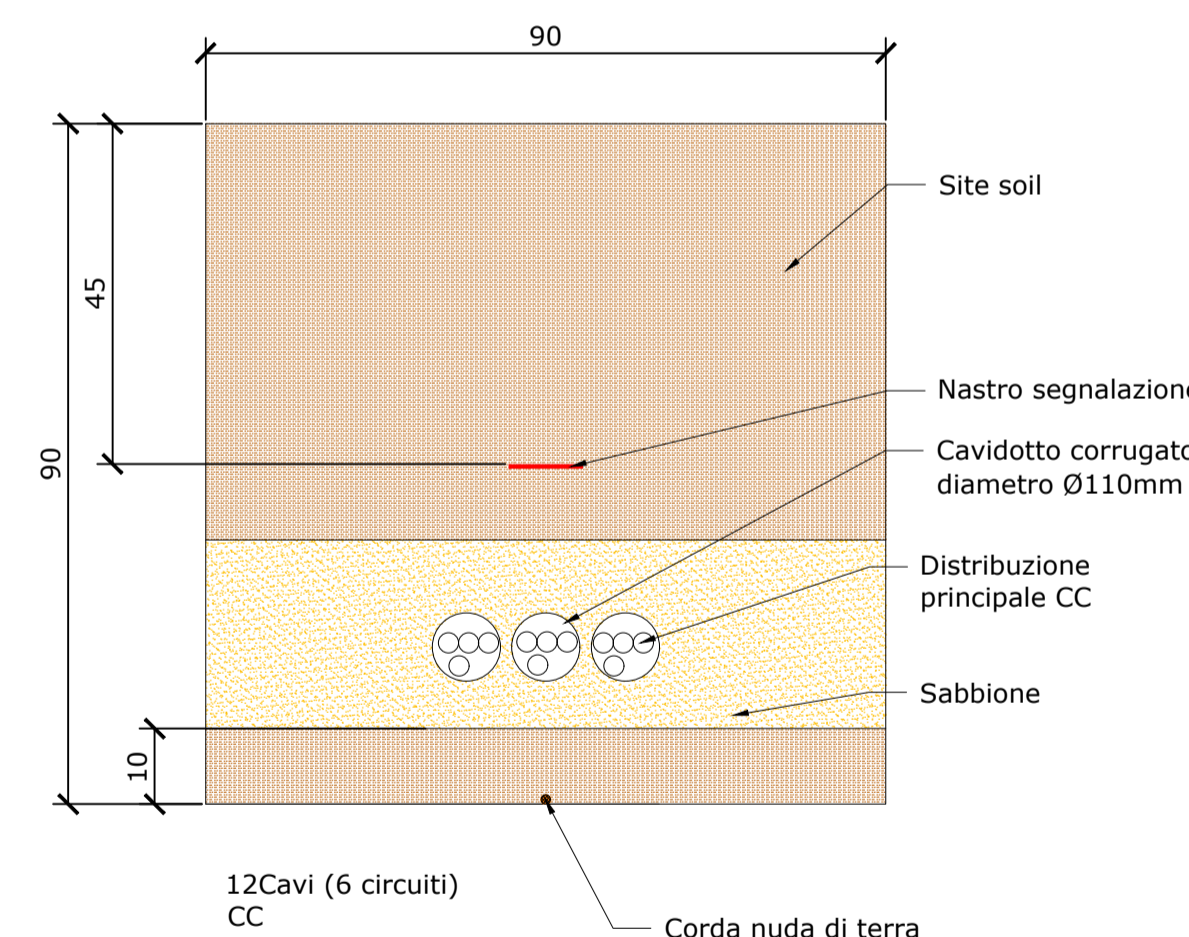 90
Site soil
45
Nastro segnalazione
Cavidotto corrugato
diametro Ø110mm
90
Distribuzione
principale CC
Sabbione
10
12Cavi (6 circuiti)
CC
Corda nuda di terra